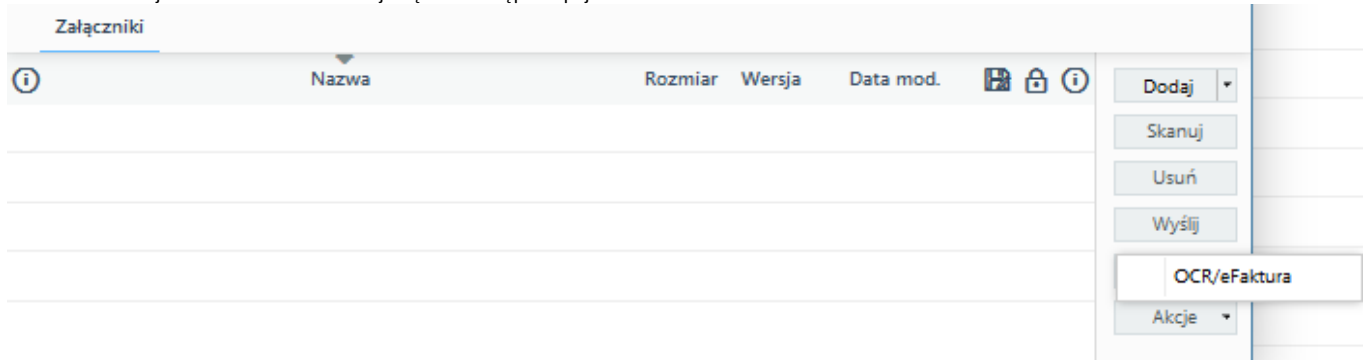 Załączniki
Nazwa Rozmiar Wersja Data mod.
Dodaj
Skanuj
Usuń
Wyślij
OCR/eFaktura
Akcje